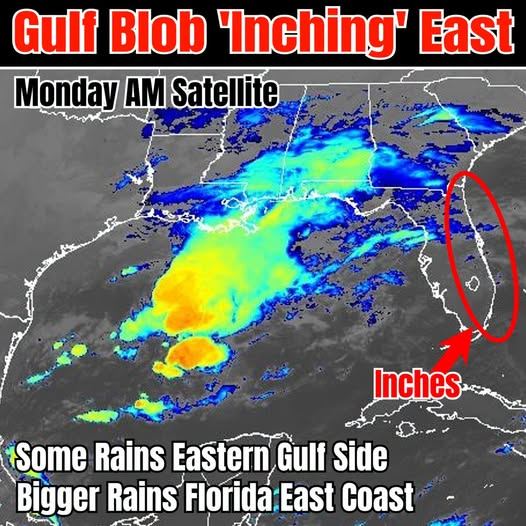 Gulf Blob 'Inching' East
Monday AM Satellite
Inches
Some Rains Eastern Gulf Side
Bigger Rains Florida East Coast